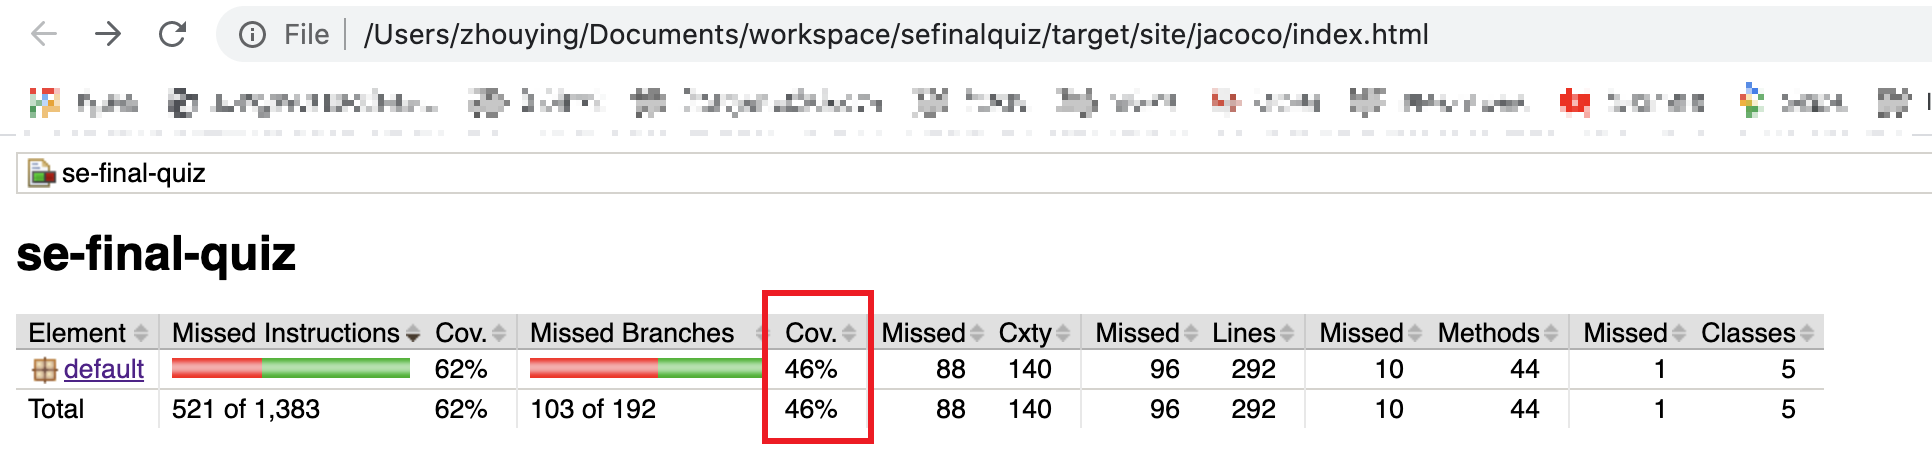 File /Users/zhouying/Documents/workspace/sefinalquiz/target/site/jacoco/index.html
se-final-quiz
se-final-quiz
Element Missed Instructions Cov. Missed Branches Cov. Missed Cxty Missed Lines Missed Methods Missed Classes
default 62% 46% 88 140 96 292 10 44 1 5
Total 521 of 1,383 62% 103 of 192 46% 88 140 96 292 10 44 1 5